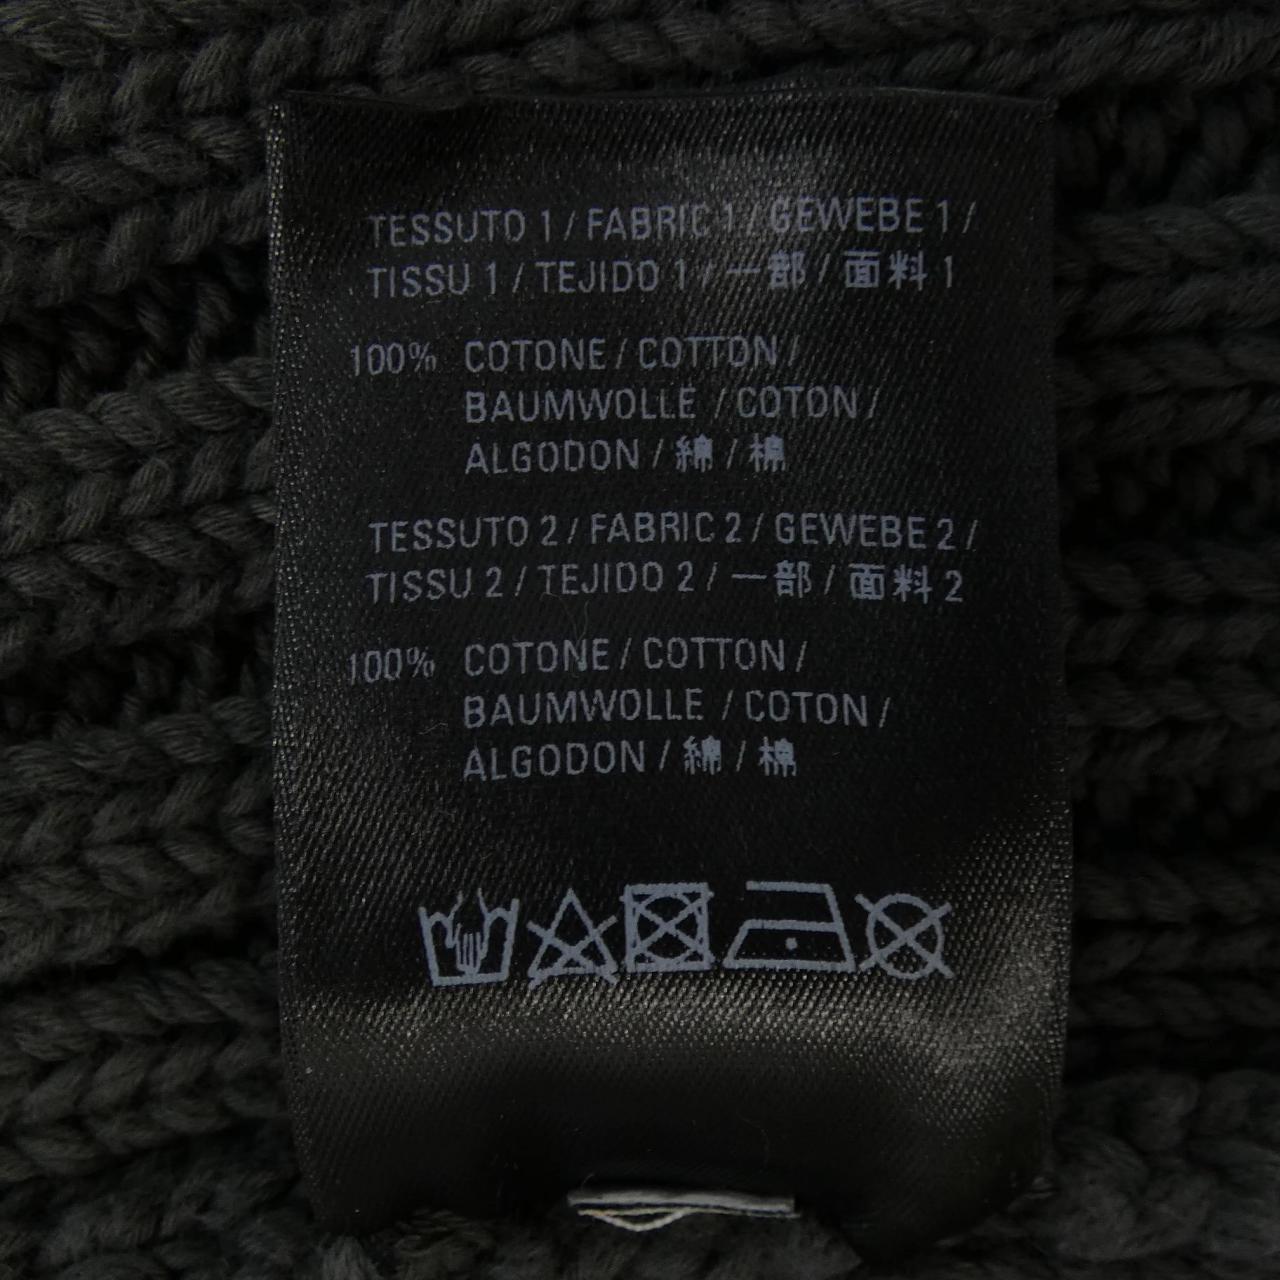 TESSUTO 1 / FABRIC 1 / GEWEBE 1 /
TISSU 1 / TEJIDO 1 / 一部 / 面料 1
100% COTONE / COTTON /
BAUMWOLLE / COTON /
ALGODON / 綿 / 棉
TESSUTO 2 / FABRIC 2 / GEWEBE 2 /
TISSU 2 / TEJIDO 2 / 一部 / 面料 2
100% COTONE / COTTON /
BAUMWOLLE / COTON /
ALGODON / 綿 / 棉